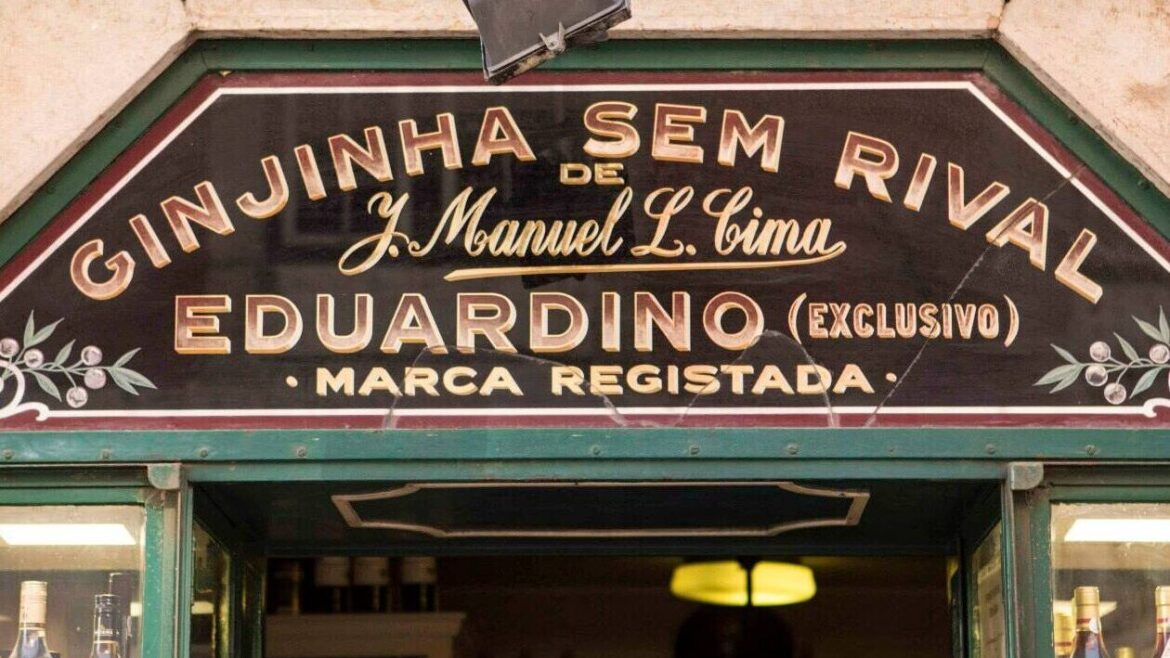 GINJINHA SEM RIVAL
DE
J. Manuel L. Cima
EDUARDINO (EXCLUSIVO)
· MARCA REGISTADA ·